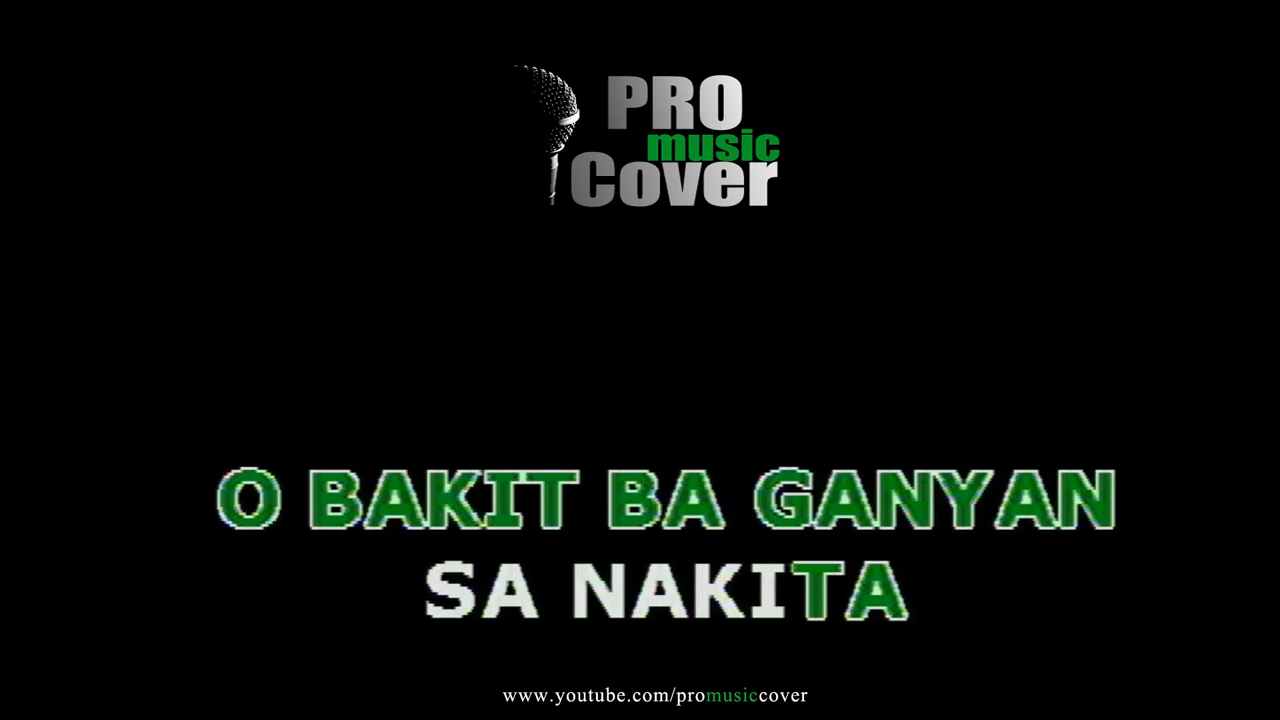 PRO
music
Cover
O BAKIT BA GANYAN
SA NAKITA
www.youtube.com/promusiccover